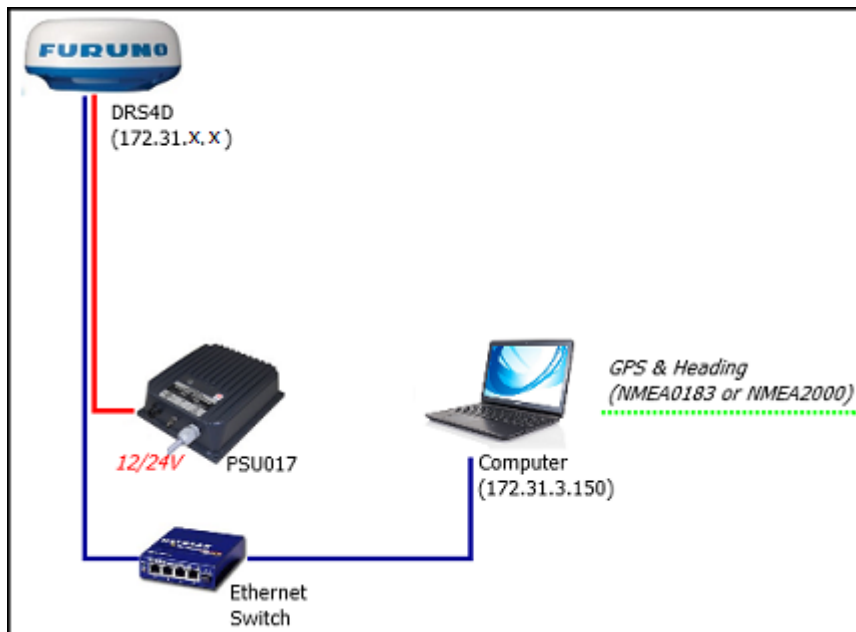 FURUNO
DRS4D
(172.31.x.x)
GPS & Heading
(NMEA0183 or NMEA2000)
12/24V
PSU017
Computer
(172.31.3.150)
Ethernet
Switch